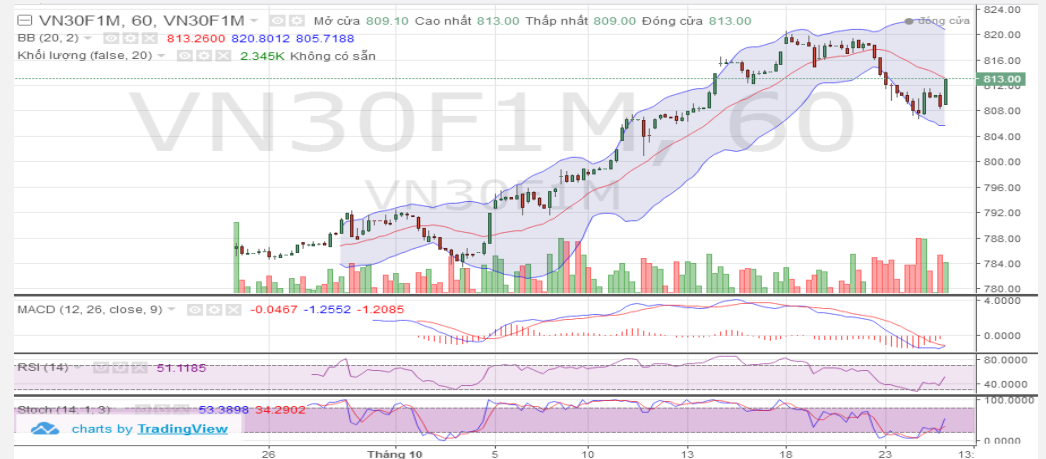 VN30F1M, 60, VN30F1M Mở cửa 809.10 Cao nhất 813.00 Thấp nhất 809.00 Đóng cửa 813.00
đóng cửa
BB (20, 2) 813.2600 820.8012 805.7188
Khối lượng (false, 20) 2.345K Không có sẵn
VN30F1M, 60
VN30F1M
824.00
820.00
816.00
813.00
812.00
808.00
804.00
800.00
796.00
792.00
788.00
784.00
780.00
MACD (12, 26, close, 9) -0.0467 -1.2552 -1.2085
4.0000
0.0000
RSI (14) 51.1185
80.0000
40.0000
Stoch (14, 1, 3) 53.3898 34.2902
100.0000
0.0000
charts by TradingView
26 Tháng 10 5 10 13 18 23 13: